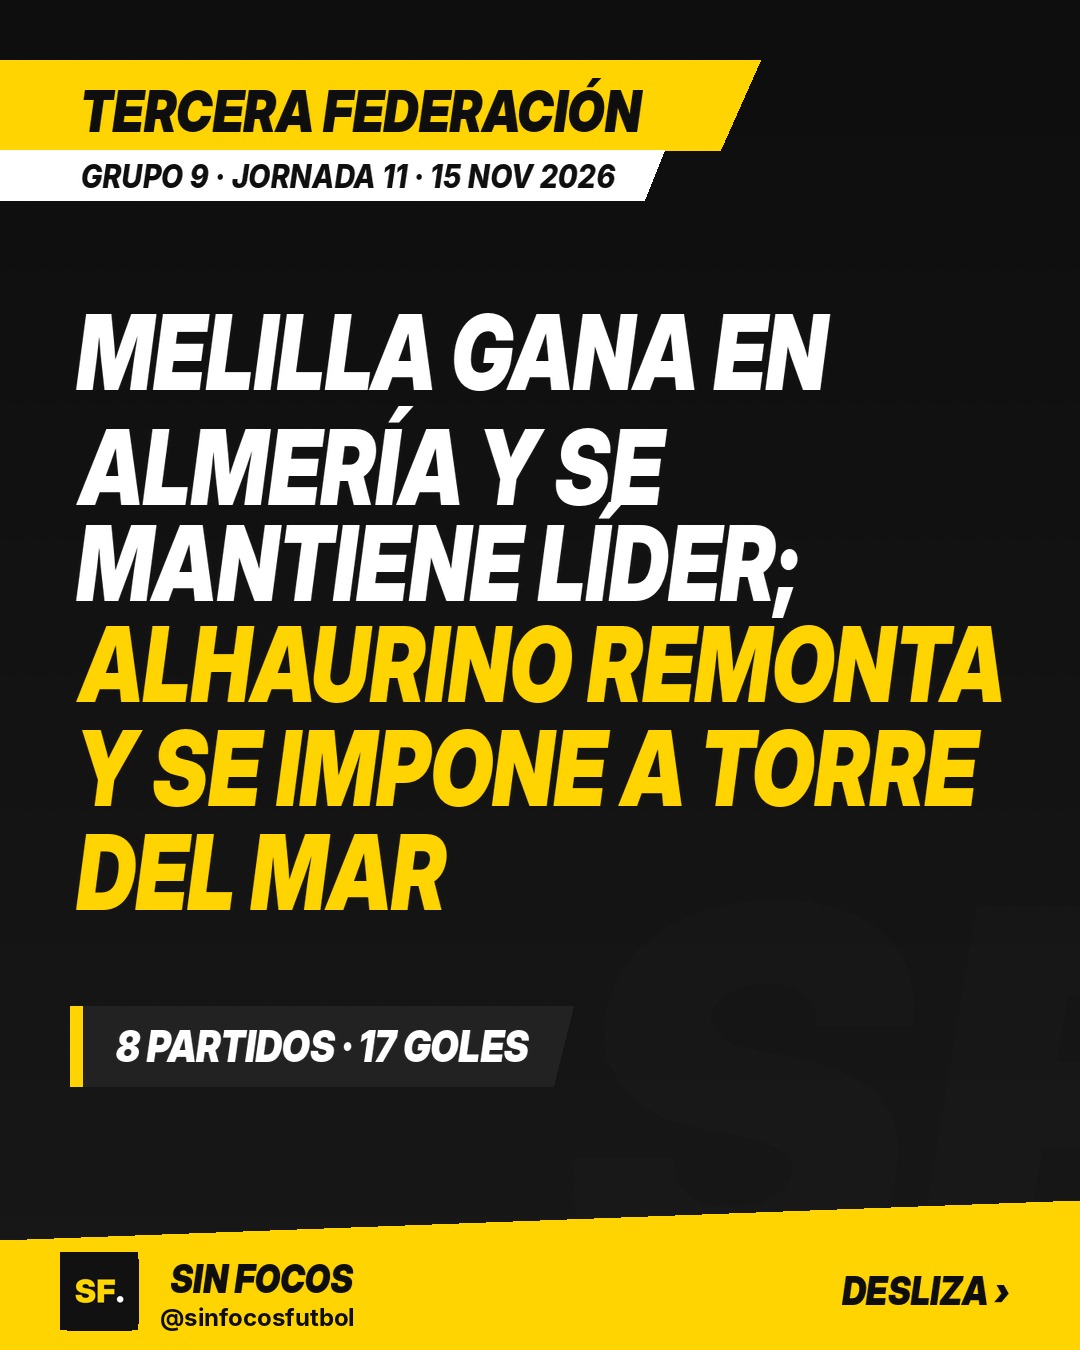 TERCERA FEDERACIÓN
GRUPO 9 · JORNADA 11 · 15 NOV 2026
MELILLA GANA EN
ALMERÍA Y SE
MANTIENE LÍDER;
ALHAURINO REMONTA
Y SE IMPONE A TORRE
DEL MAR
8 PARTIDOS · 17 GOLES
SF
SF.
SIN FOCOS
@sinfocosfutbol
DESLIZA ›